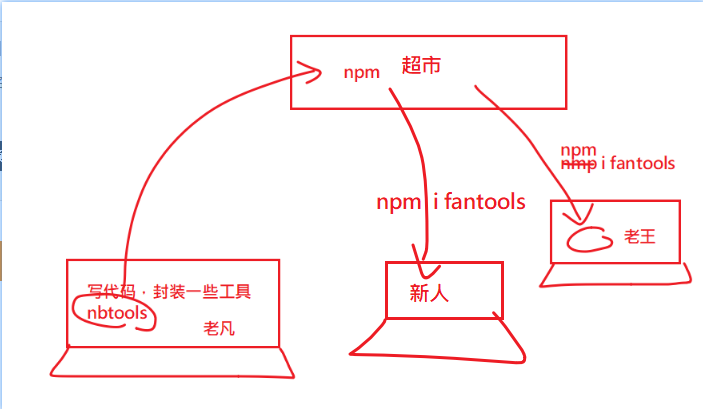 npm 超市
npm
nmp i fantools
npm i fantools
老王
写代码·封装一些工具
nbtools
老凡
新人